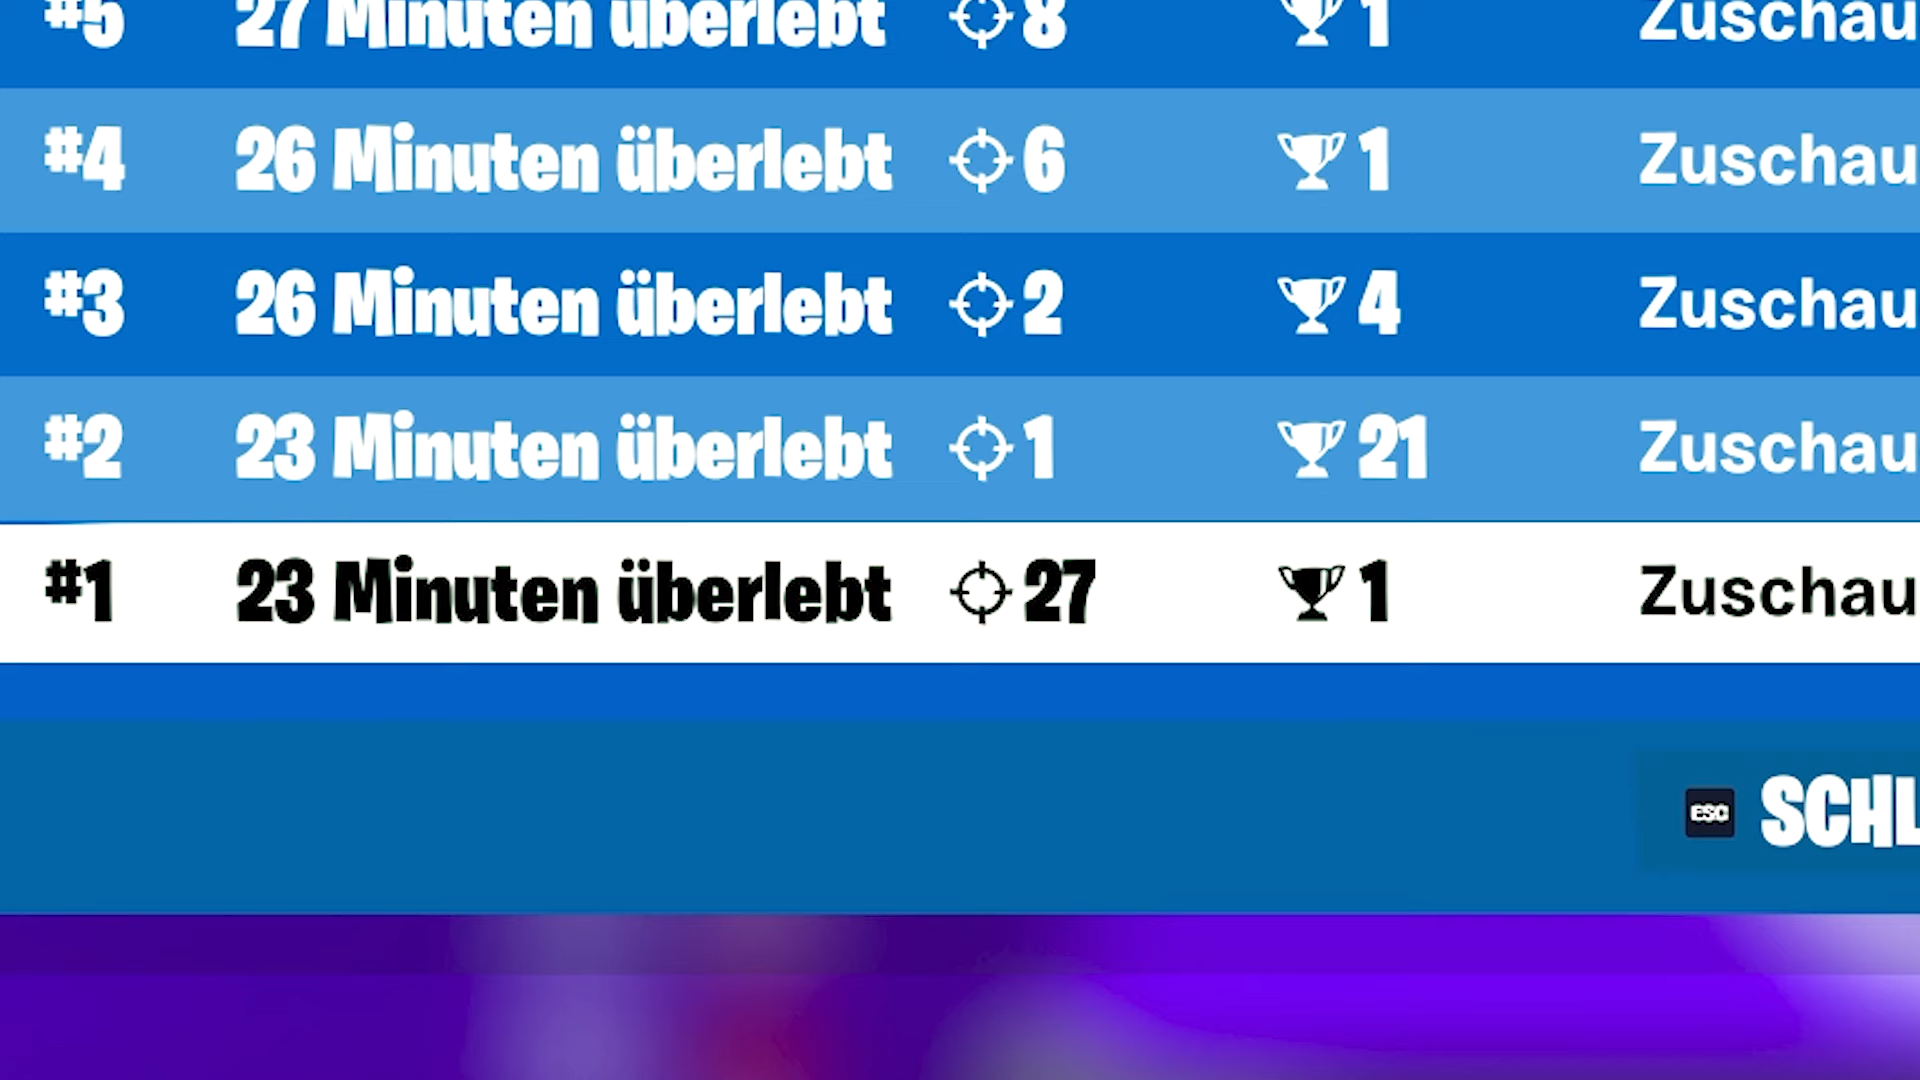 #5 27 Minuten überlebt 8 1 Zuschau
#4 26 Minuten überlebt 6 1 Zuschau
#3 26 Minuten überlebt 2 4 Zuschau
#2 23 Minuten überlebt 1 21 Zuschau
#1 23 Minuten überlebt 27 1 Zuschau
ESC SCHL